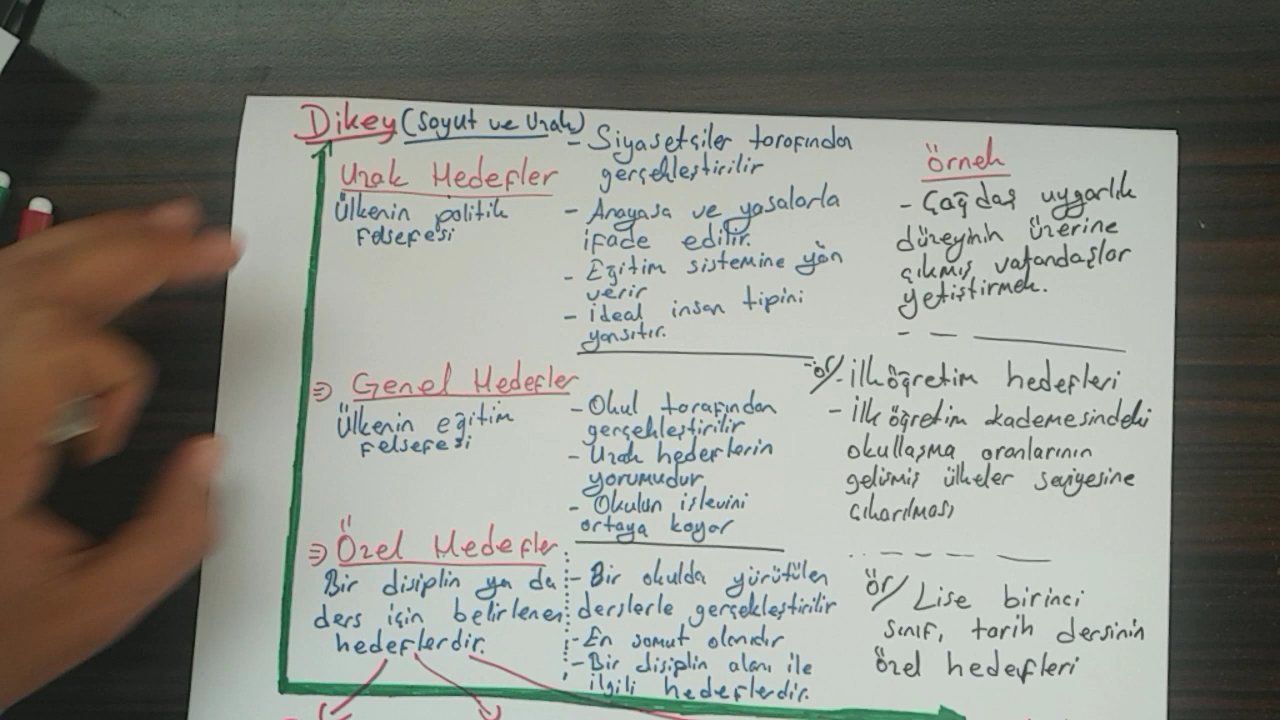 Dikey (Soyut ve Uzak)
Uzak Hedefler
Ülkenin politik
felsefesi
- Siyasetçiler tarafından
gerçekleştirilir
- Anayasa ve yasalarla
ifade edilir.
- Eğitim sistemine yön
verir
- ideal insan tipini
yansıtır.
Örnek
- Çağdaş uygarlık
düzeyinin üzerine
çıkmış vatandaşlar
yetiştirmek.
⇒ Genel Hedefler
Ülkenin eğitim
felsefesi
- Okul tarafından
gerçekleştirilir
- Uzak hedeflerin
yorumudur
- Okulun işlevini
ortaya koyar
ör/ - ilköğretim hedefleri
- ilk öğretim kademesindeki
okullaşma oranlarının
gelişmiş ülkeler seviyesine
çıkarılması
⇒ Özel Hedefler
Bir disiplin ya da
ders için belirlenen
hedeflerdir.
- Bir okulda yürütülen
derslerle gerçekleştirilir
- En somut olanıdır
- Bir disiplin alanı ile
ilgili hedeflerdir.
ör/ Lise birinci
sınıf, tarih dersinin
özel hedefleri